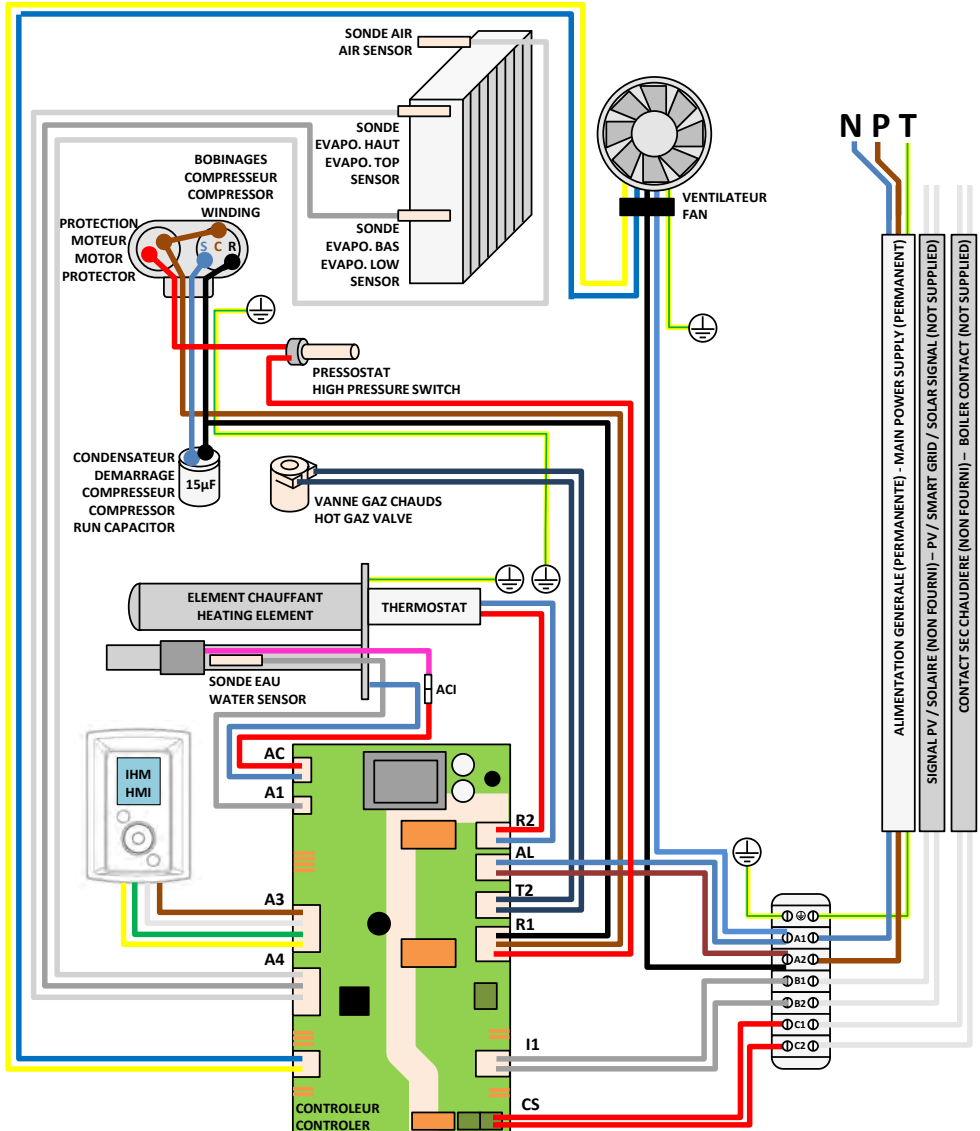 SONDE AIR
AIR SENSOR
SONDE
EVAPO. HAUT
EVAPO. TOP
SENSOR
SONDE
EVAPO. BAS
EVAPO. LOW
SENSOR
VENTILATEUR
FAN
N P T
BOBINAGES
COMPRESSEUR
COMPRESSOR
WINDING
PROTECTION
MOTEUR
MOTOR
PROTECTOR
S C R
PRESSOSTAT
HIGH PRESSURE SWITCH
CONDENSATEUR
DEMARRAGE
COMPRESSEUR
COMPRESSOR
RUN CAPACITOR
15µF
VANNE GAZ CHAUDS
HOT GAZ VALVE
ELEMENT CHAUFFANT
HEATING ELEMENT
THERMOSTAT
SONDE EAU
WATER SENSOR
ACI
IHM
HMI
AC
A1
A3
A4
R2
AL
T2
R1
I1
CS
CONTROLEUR
CONTROLER
A1
A2
B1
B2
C1
C2
ALIMENTATION GENERALE (PERMANENTE) - MAIN POWER SUPPLY (PERMANENT)
SIGNAL PV / SOLAIRE (NON FOURNI) – PV / SMART GRID / SOLAR SIGNAL (NOT SUPPLIED)
CONTACT SEC CHAUDIERE (NON FOURNI) – BOILER CONTACT (NOT SUPPLIED)